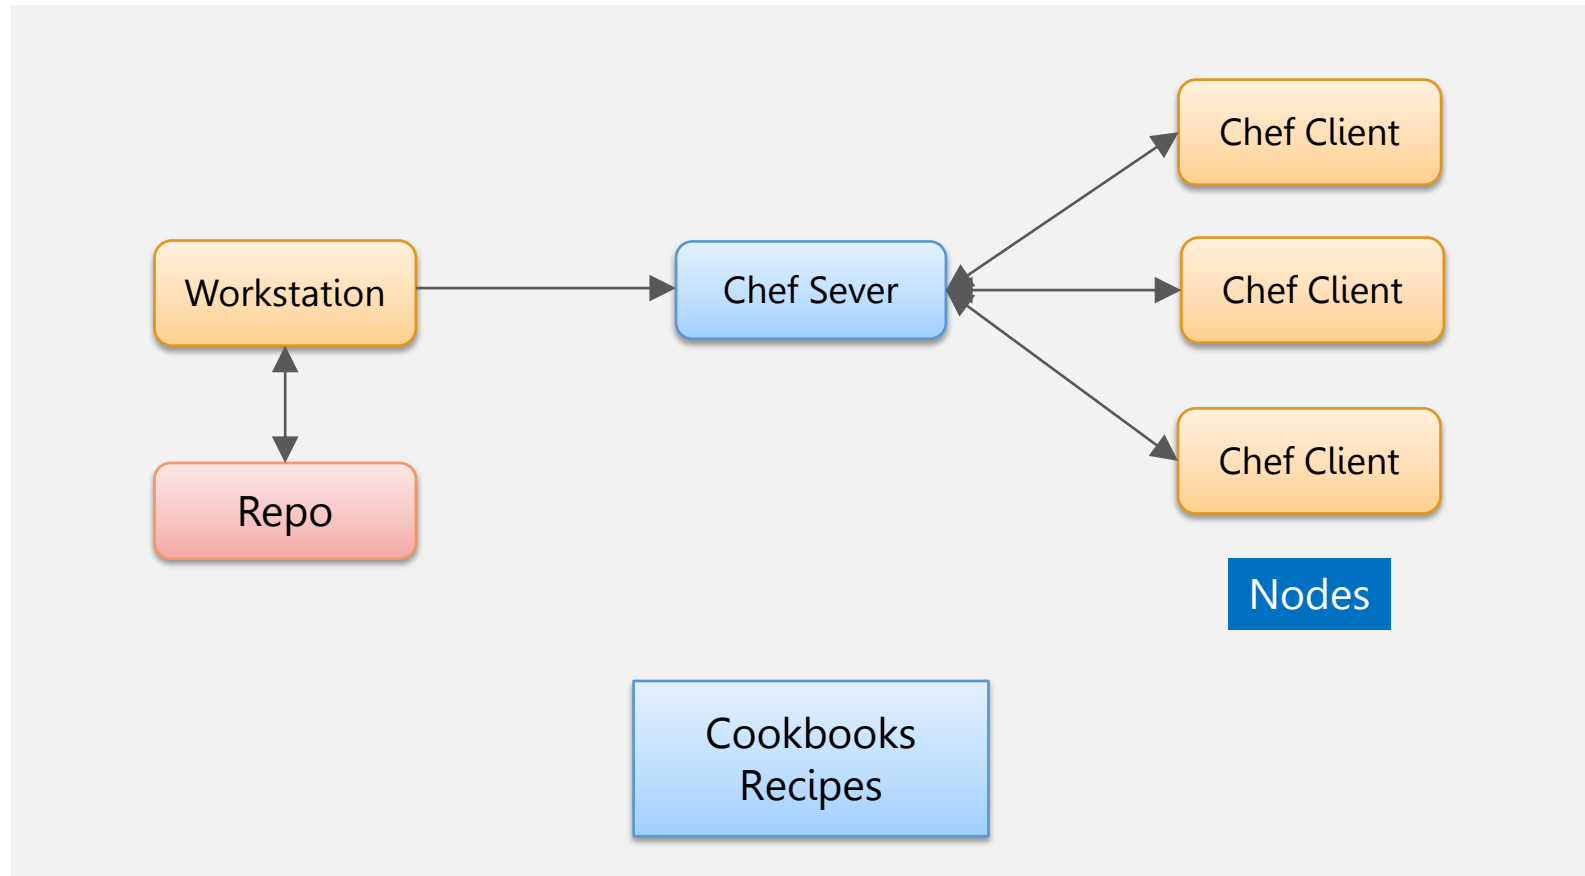 Chef Client
Workstation
Chef Sever
Chef Client
Chef Client
Repo
Nodes
Cookbooks
Recipes